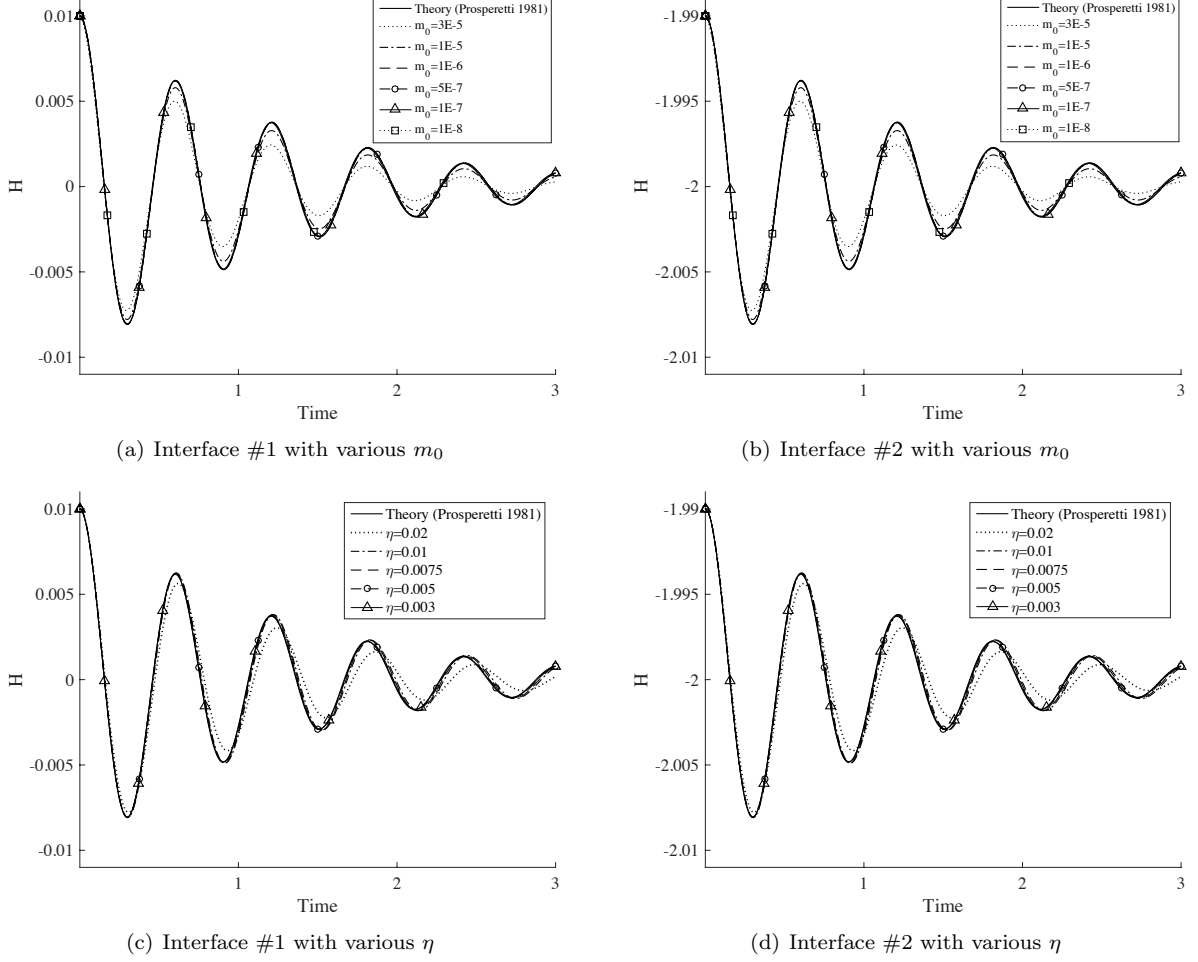 0.01
0.005
0
-0.005
-0.01
H
1
2
3
Time
Theory (Prosperetti 1981)
m0=3E-5
m0=1E-5
m0=1E-6
m0=5E-7
m0=1E-7
m0=1E-8
(a) Interface #1 with various m0
-1.99
-1.995
-2
-2.005
-2.01
H
1
2
3
Time
Theory (Prosperetti 1981)
m0=3E-5
m0=1E-5
m0=1E-6
m0=5E-7
m0=1E-7
m0=1E-8
(b) Interface #2 with various m0
0.01
0.005
0
-0.005
-0.01
H
1
2
3
Time
Theory (Prosperetti 1981)
η=0.02
η=0.01
η=0.0075
η=0.005
η=0.003
(c) Interface #1 with various η
-1.99
-1.995
-2
-2.005
-2.01
H
1
2
3
Time
Theory (Prosperetti 1981)
η=0.02
η=0.01
η=0.0075
η=0.005
η=0.003
(d) Interface #2 with various η